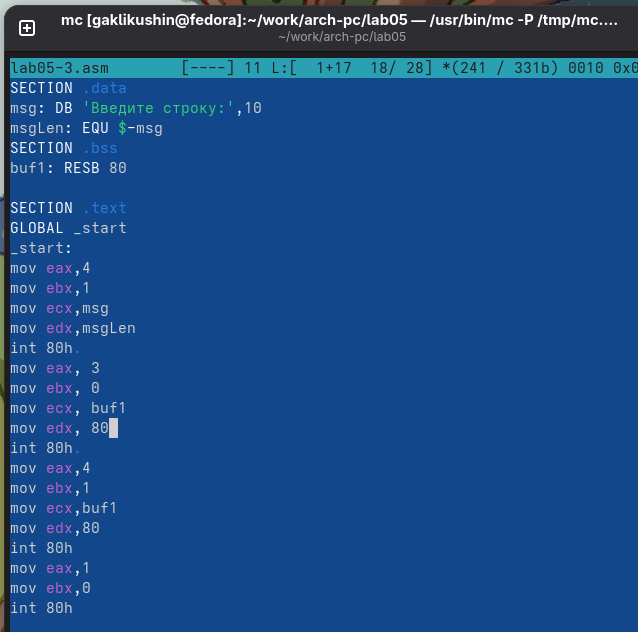 mc [gaklikushin@fedora]:~/work/arch-pc/lab05 — /usr/bin/mc -P /tmp/mc....
~/work/arch-pc/lab05
lab05-3.asm [----] 11 L:[ 1+17 18/ 28] *(241 / 331b) 0010 0x0
SECTION .data
msg: DB 'Введите строку:',10
msgLen: EQU $-msg
SECTION .bss
buf1: RESB 80
SECTION .text
GLOBAL _start
_start:
mov eax,4
mov ebx,1
mov ecx,msg
mov edx,msgLen
int 80h.
mov eax, 3
mov ebx, 0
mov ecx, buf1
mov edx, 80
int 80h.
mov eax,4
mov ebx,1
mov ecx,buf1
mov edx,80
int 80h
mov eax,1
mov ebx,0
int 80h